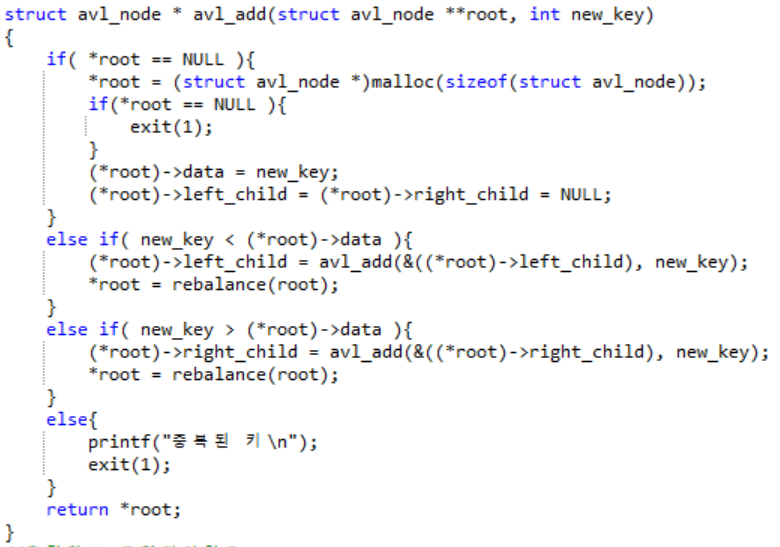 struct avl_node * avl_add(struct avl_node **root, int new_key)
{
    if( *root == NULL ){
        *root = (struct avl_node *)malloc(sizeof(struct avl_node));
        if(*root == NULL ){
            exit(1);
        }
        (*root)->data = new_key;
        (*root)->left_child = (*root)->right_child = NULL;
    }
    else if( new_key < (*root)->data ){
        (*root)->left_child = avl_add(&((*root)->left_child), new_key);
        *root = rebalance(root);
    }
    else if( new_key > (*root)->data ){
        (*root)->right_child = avl_add(&((*root)->right_child), new_key);
        *root = rebalance(root);
    }
    else{
        printf("중복된 키\n");
        exit(1);
    }
    return *root;
}